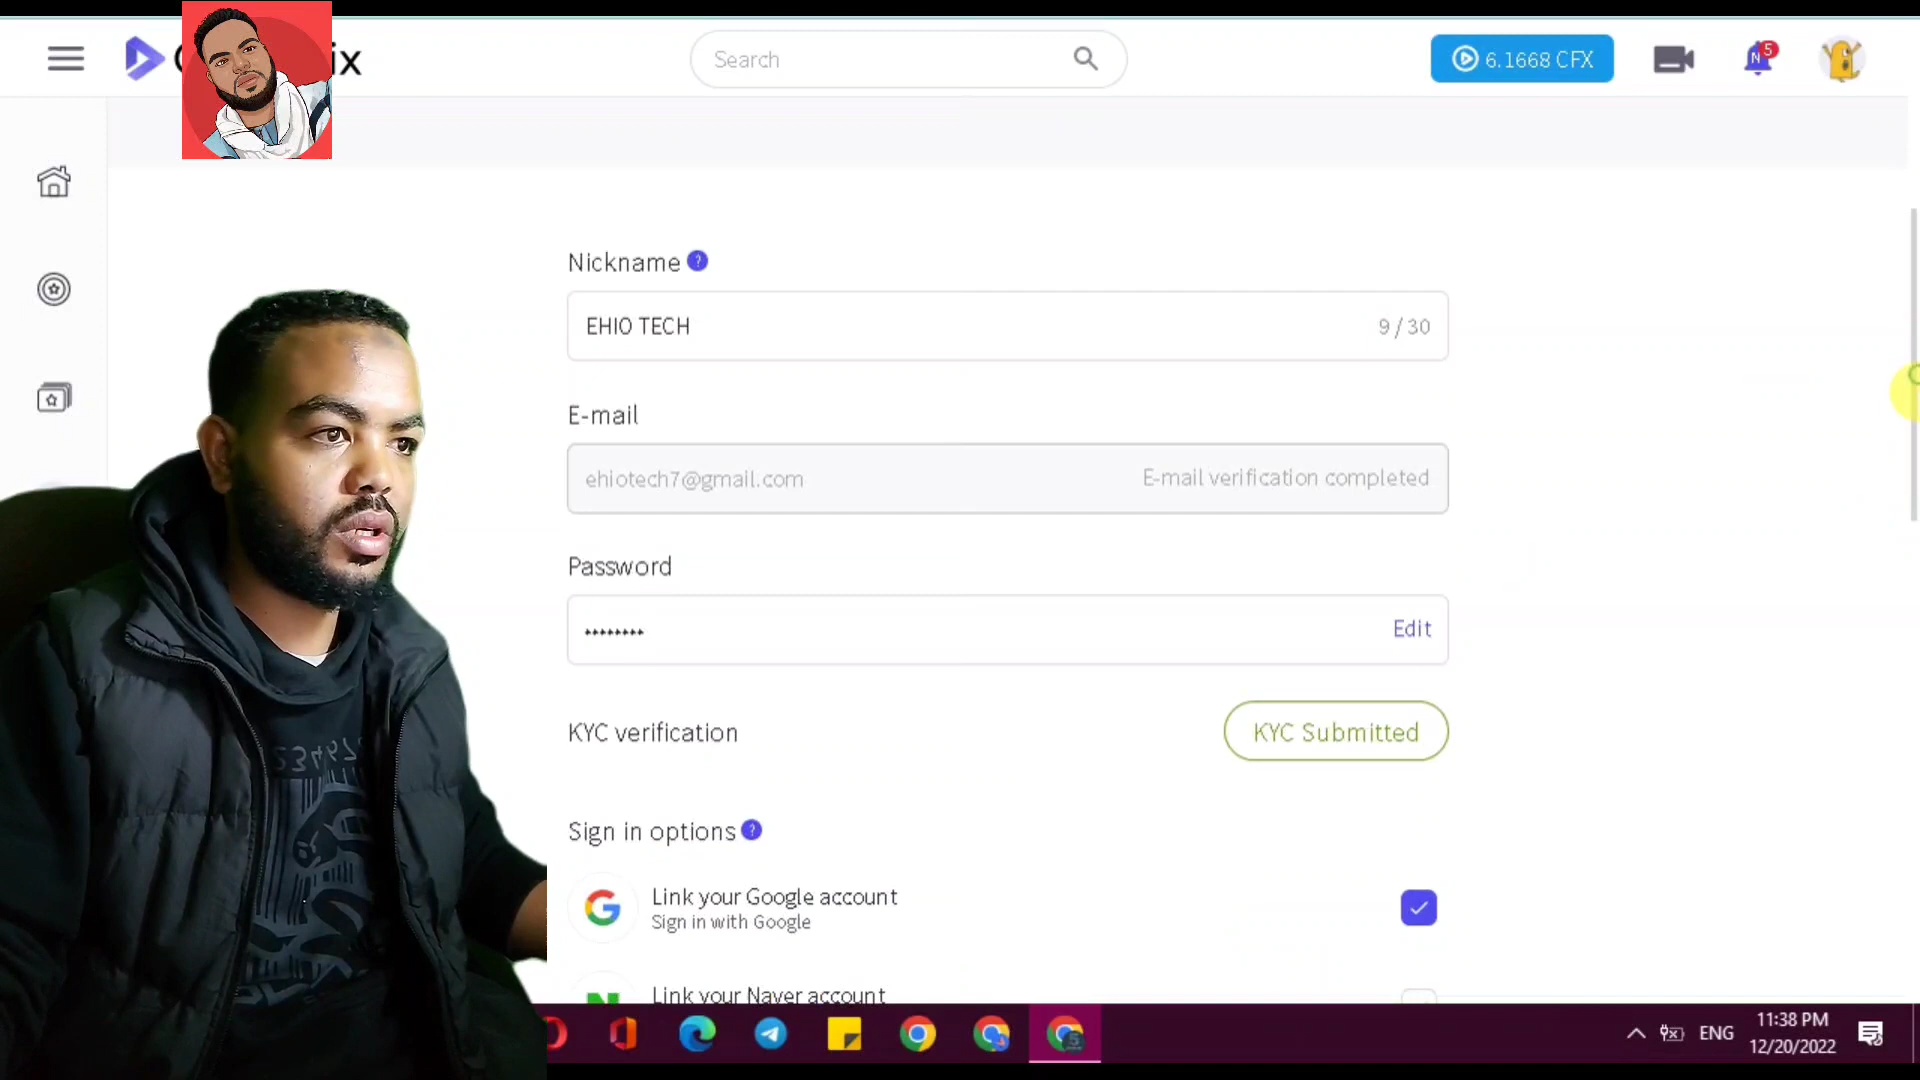 ix
Search
6.1668 CFX
N 5
Nickname ?
EHIO TECH
9 / 30
E-mail
ehiotech7@gmail.com
E-mail verification completed
Password
********
Edit
KYC verification
KYC Submitted
Sign in options ?
Link your Google account
Sign in with Google
Link your Naver account
ENG
11:38 PM
12/20/2022